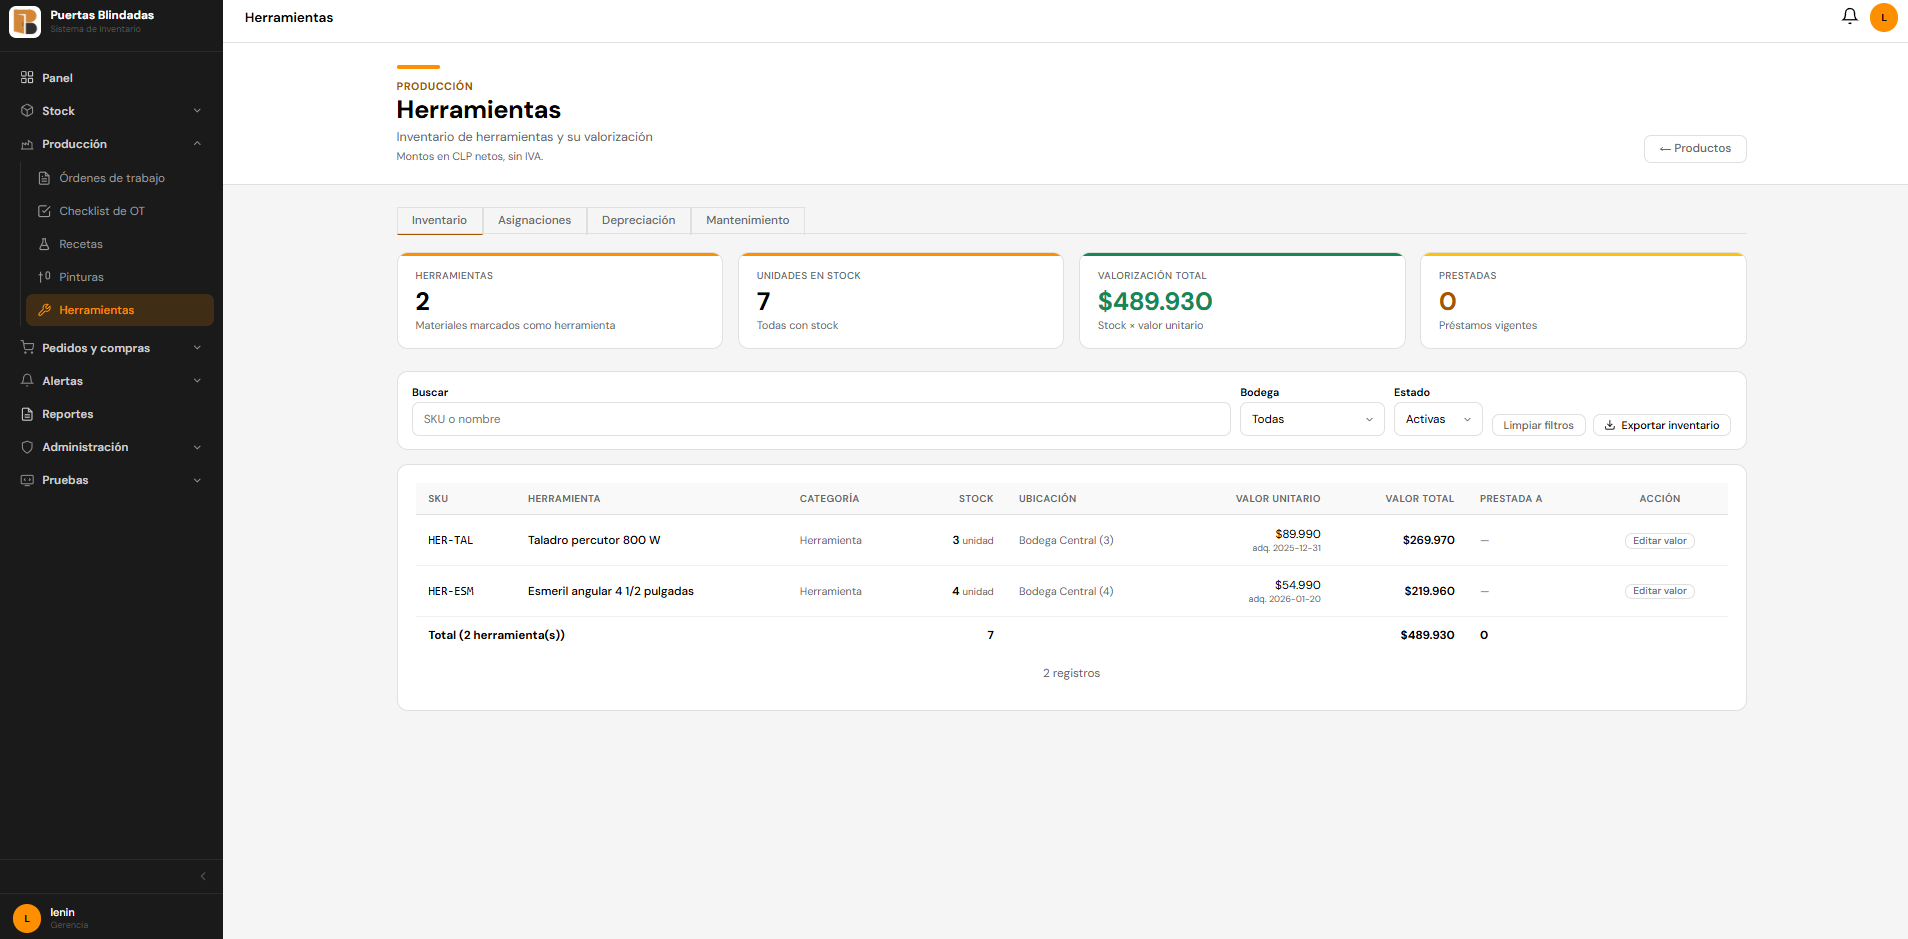 Puertas Blindadas
Sistema de Inventario
Herramientas
L
Panel
Stock
Producción
Órdenes de trabajo
Checklist de OT
Recetas
Pinturas
Herramientas
Pedidos y compras
Alertas
Reportes
Administración
Pruebas
L
lenin
Gerencia
PRODUCCIÓN
Herramientas
Inventario de herramientas y su valorización
Montos en CLP netos, sin IVA.
← Productos
Inventario Asignaciones Depreciación Mantenimiento
HERRAMIENTAS
2
Materiales marcados como herramienta
UNIDADES EN STOCK
7
Todas con stock
VALORIZACIÓN TOTAL
$489.930
Stock × valor unitario
PRESTADAS
0
Préstamos vigentes
Buscar
SKU o nombre
Bodega
Todas
Estado
Activas
Limpiar filtros
Exportar inventario
SKU HERRAMIENTA CATEGORÍA STOCK UBICACIÓN VALOR UNITARIO VALOR TOTAL PRESTADA A ACCIÓN
HER-TAL Taladro percutor 800 W Herramienta 3 unidad Bodega Central (3) $89.990 $269.970 — Editar valor
adq. 2025-12-31
HER-ESM Esmeril angular 4 1/2 pulgadas Herramienta 4 unidad Bodega Central (4) $54.990 $219.960 — Editar valor
adq. 2026-01-20
Total (2 herramienta(s)) 7 $489.930 0
2 registros